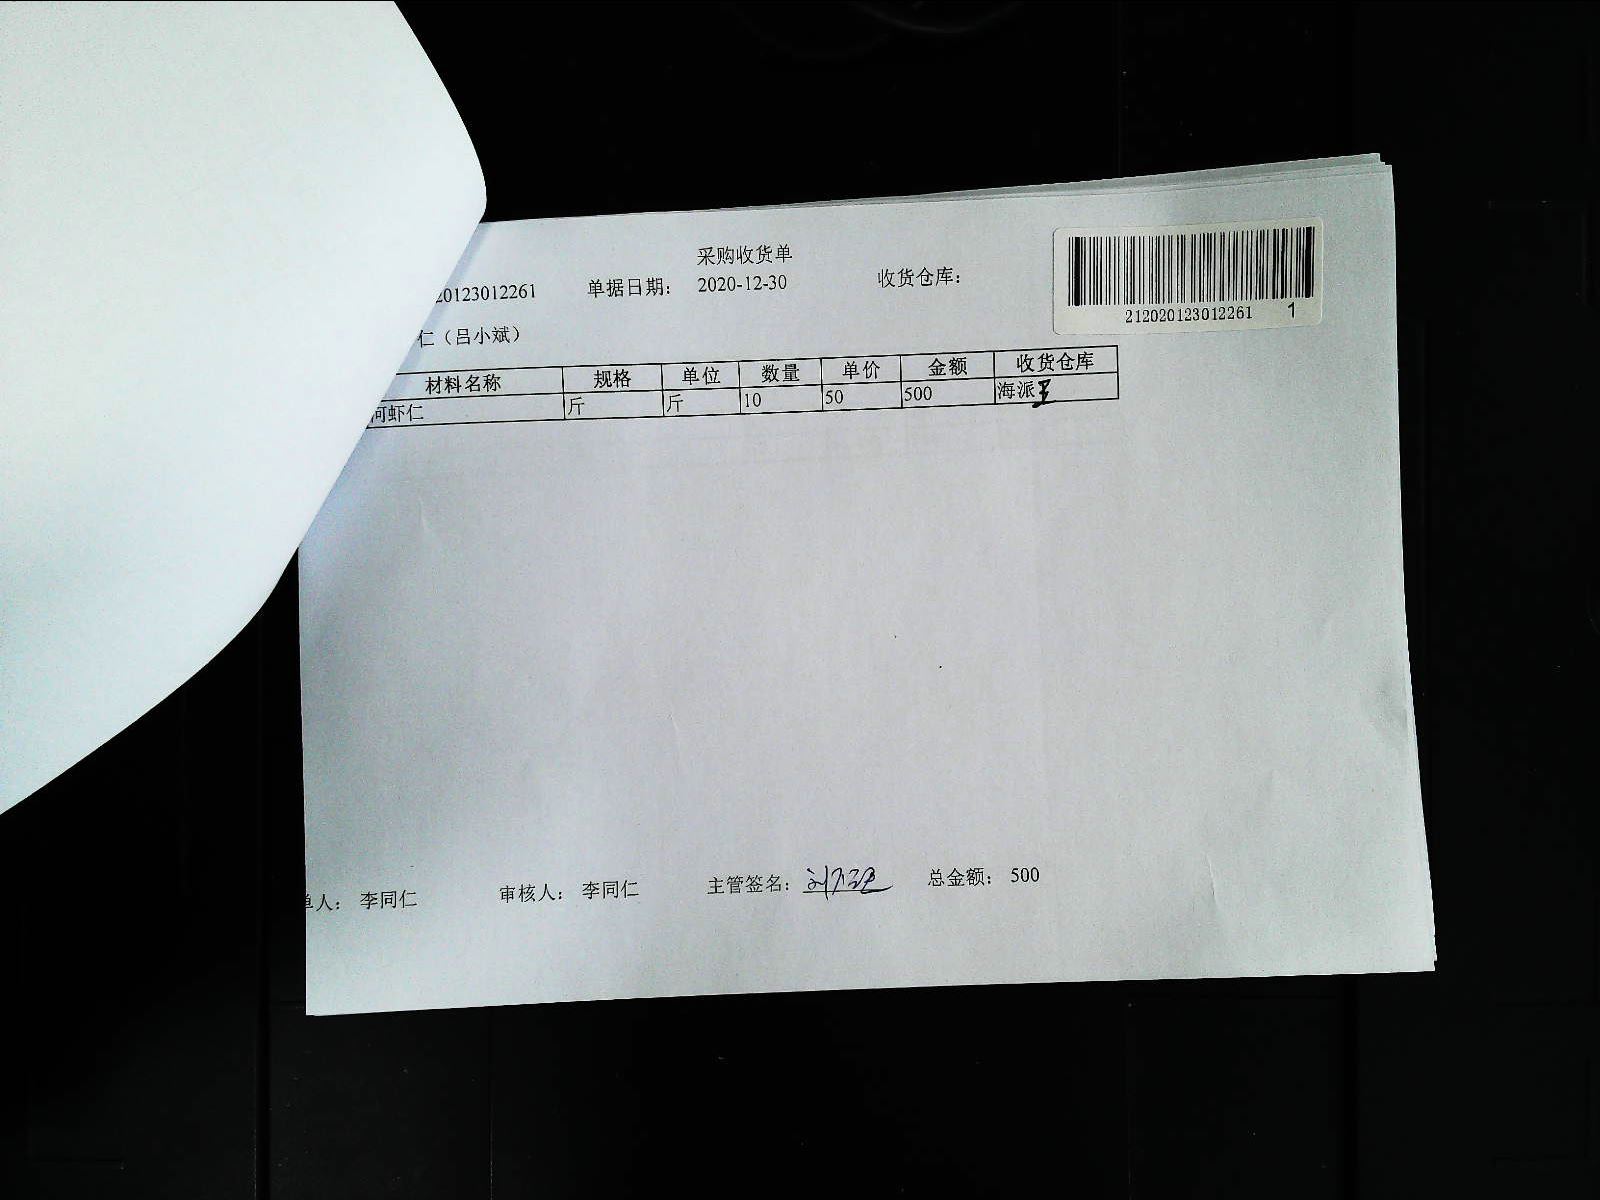 采购收货单
20123012261 单据日期： 2020-12-30 收货仓库：
212020123012261 1
仁（吕小斌）
材料名称 规格 单位 数量 单价 金额 收货仓库
河虾仁 斤 斤 10 50 500 海派
单人： 李同仁 审核人： 李同仁 主管签名： 总金额： 500